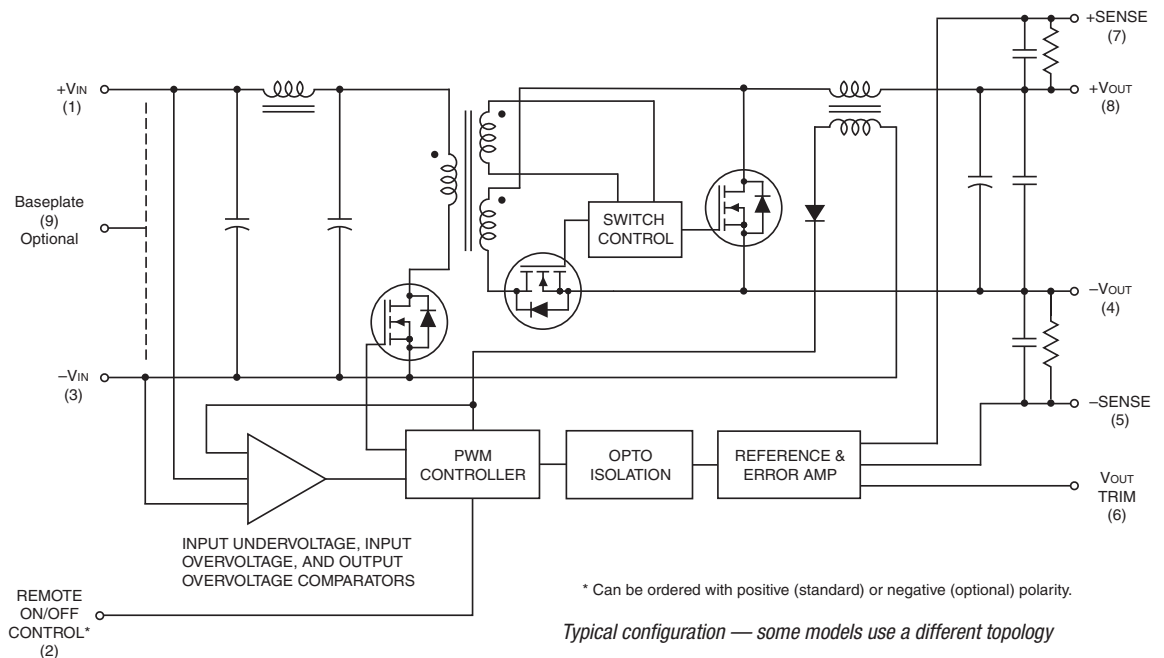 +SENSE
(7)
+VIN
(1)
+VOUT
(8)
Baseplate
(9)
Optional
SWITCH
CONTROL
−VOUT
(4)
−VIN
(3)
−SENSE
(5)
PWM
CONTROLLER
OPTO
ISOLATION
REFERENCE &
ERROR AMP
VOUT
TRIM
(6)
INPUT UNDERVOLTAGE, INPUT
OVERVOLTAGE, AND OUTPUT
OVERVOLTAGE COMPARATORS
REMOTE
ON/OFF
CONTROL*
(2)
* Can be ordered with positive (standard) or negative (optional) polarity.
Typical configuration — some models use a different topology